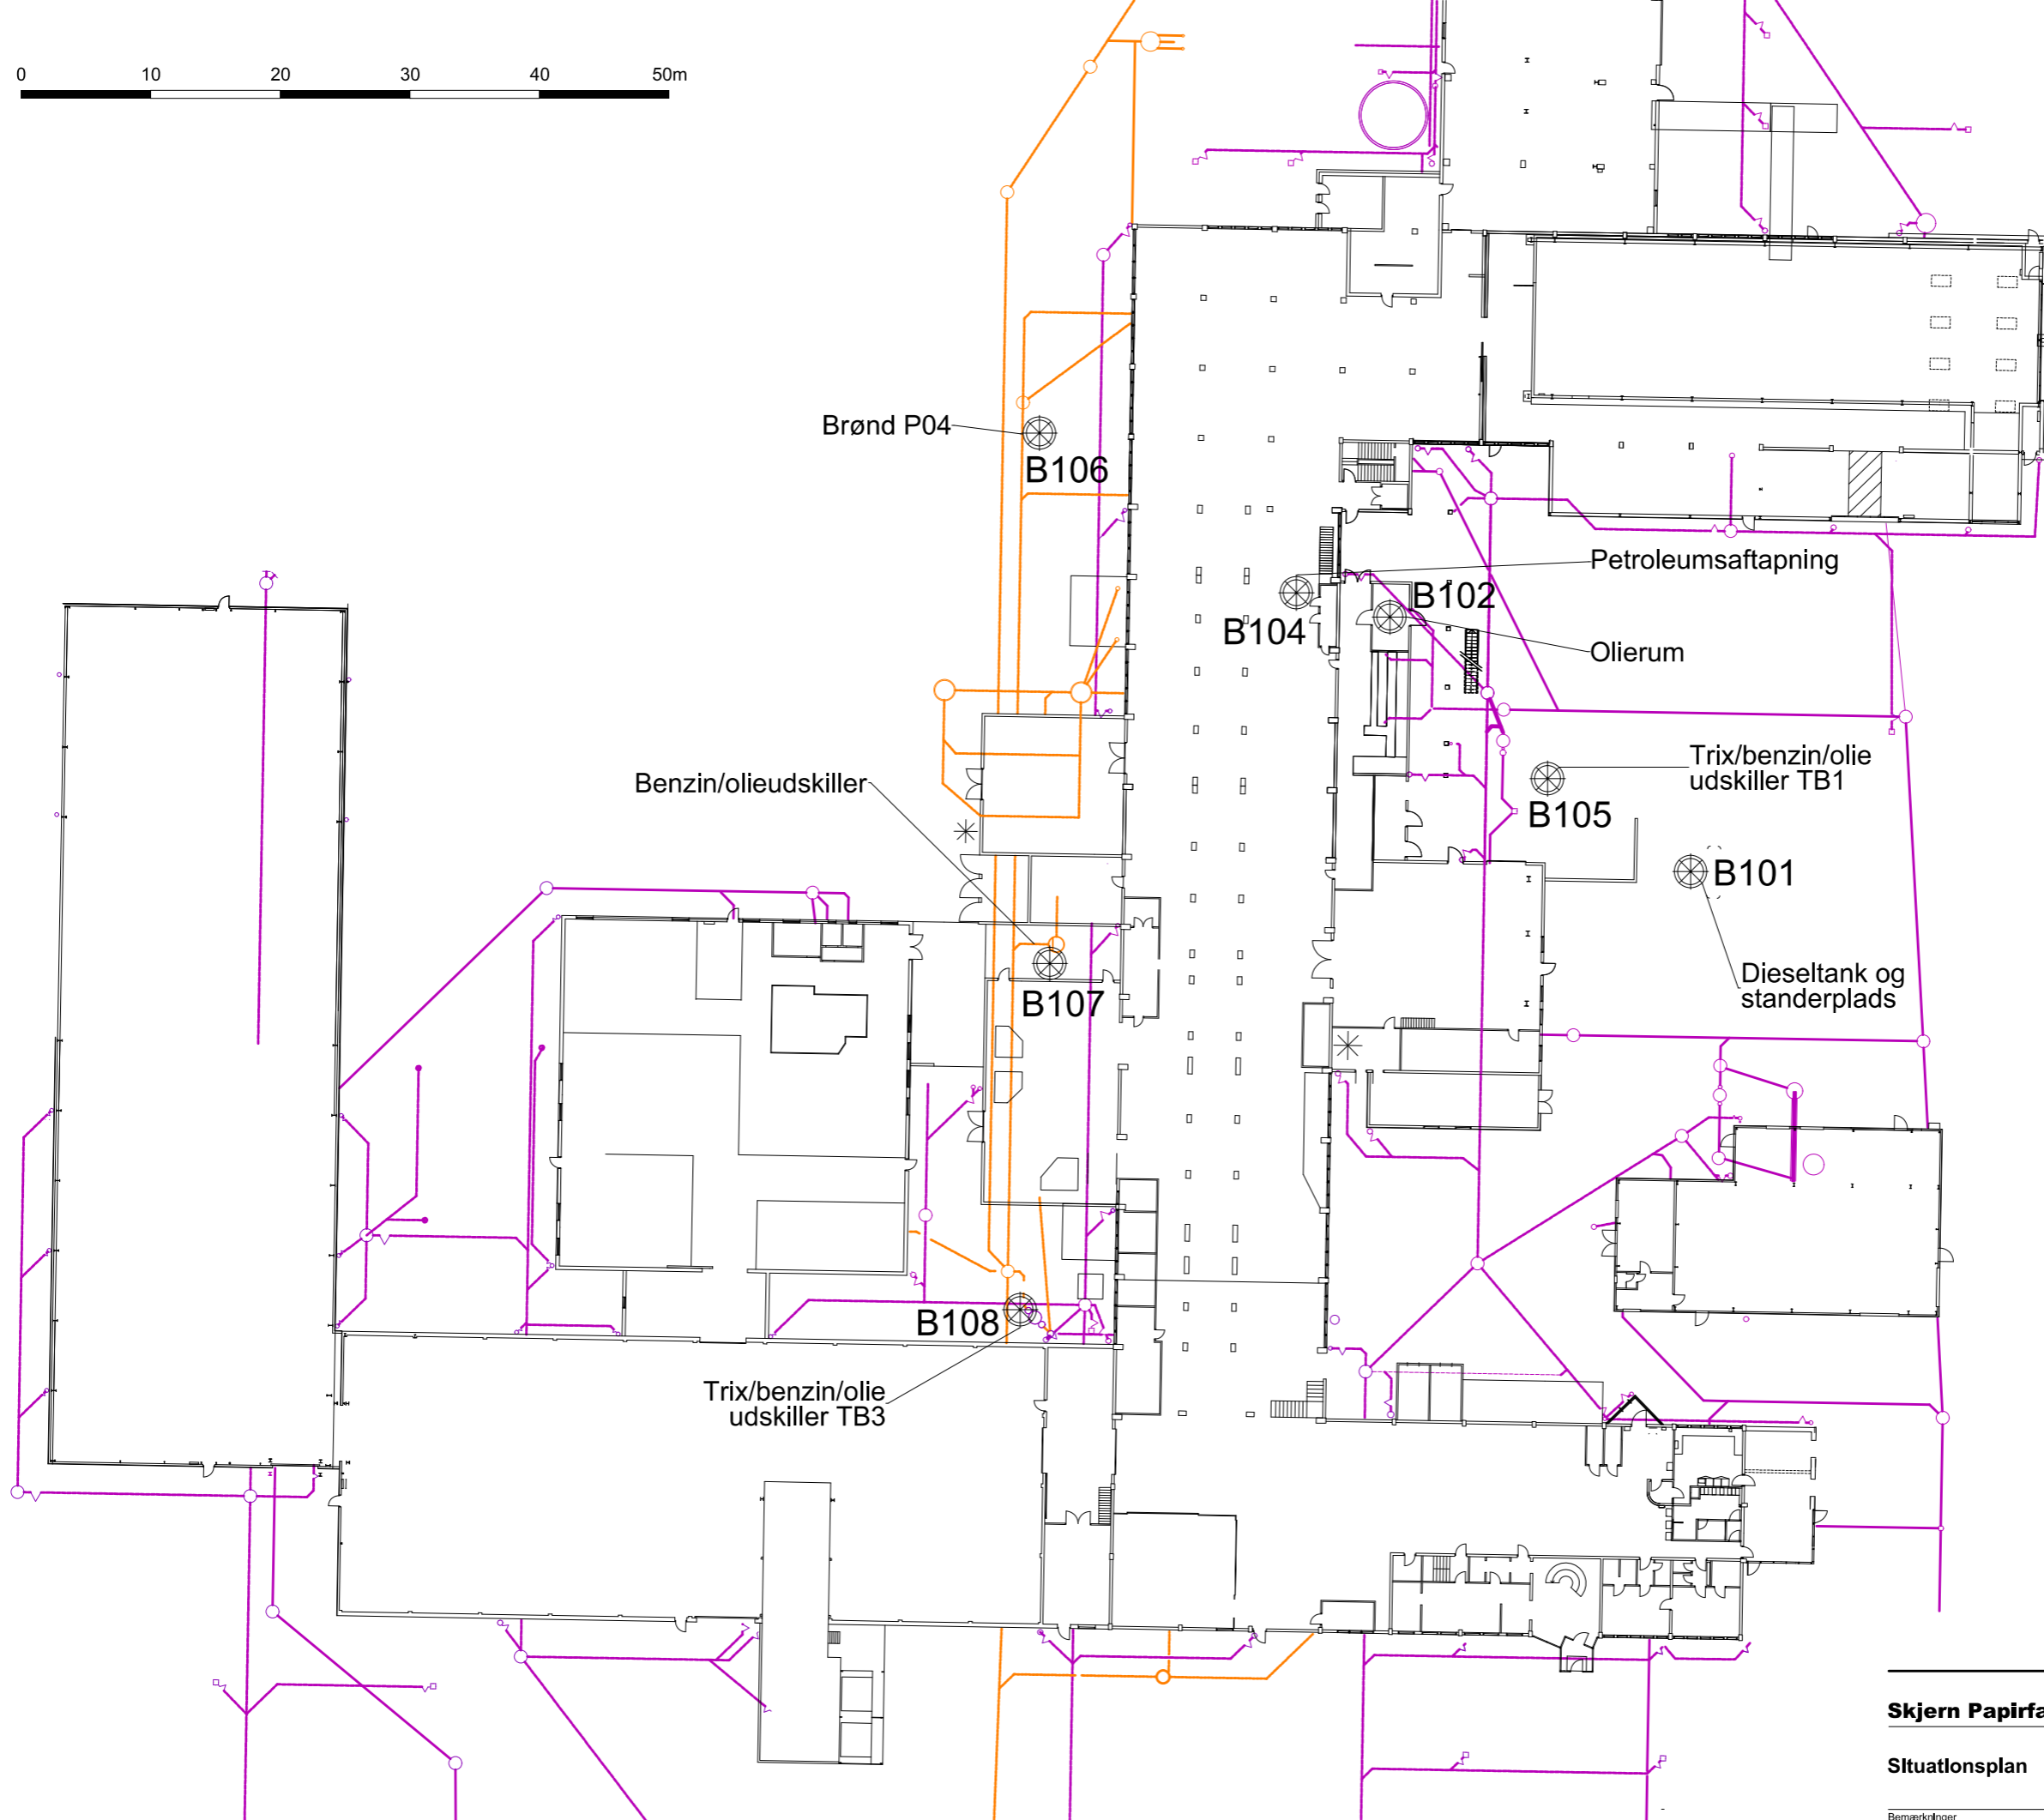 0 10 20 30 40 50m
Brønd P04
B106
Petroleumsaftapning
B102
B104
Olierum
Trix/benzin/olie
udskiller TB1
Benzin/olieudskiller
B105
B101
Dieseltank og
standerplads
B107
B108
Trix/benzin/olie
udskiller TB3
Skjern Papirfa
Situationsplan
Bemærkninger